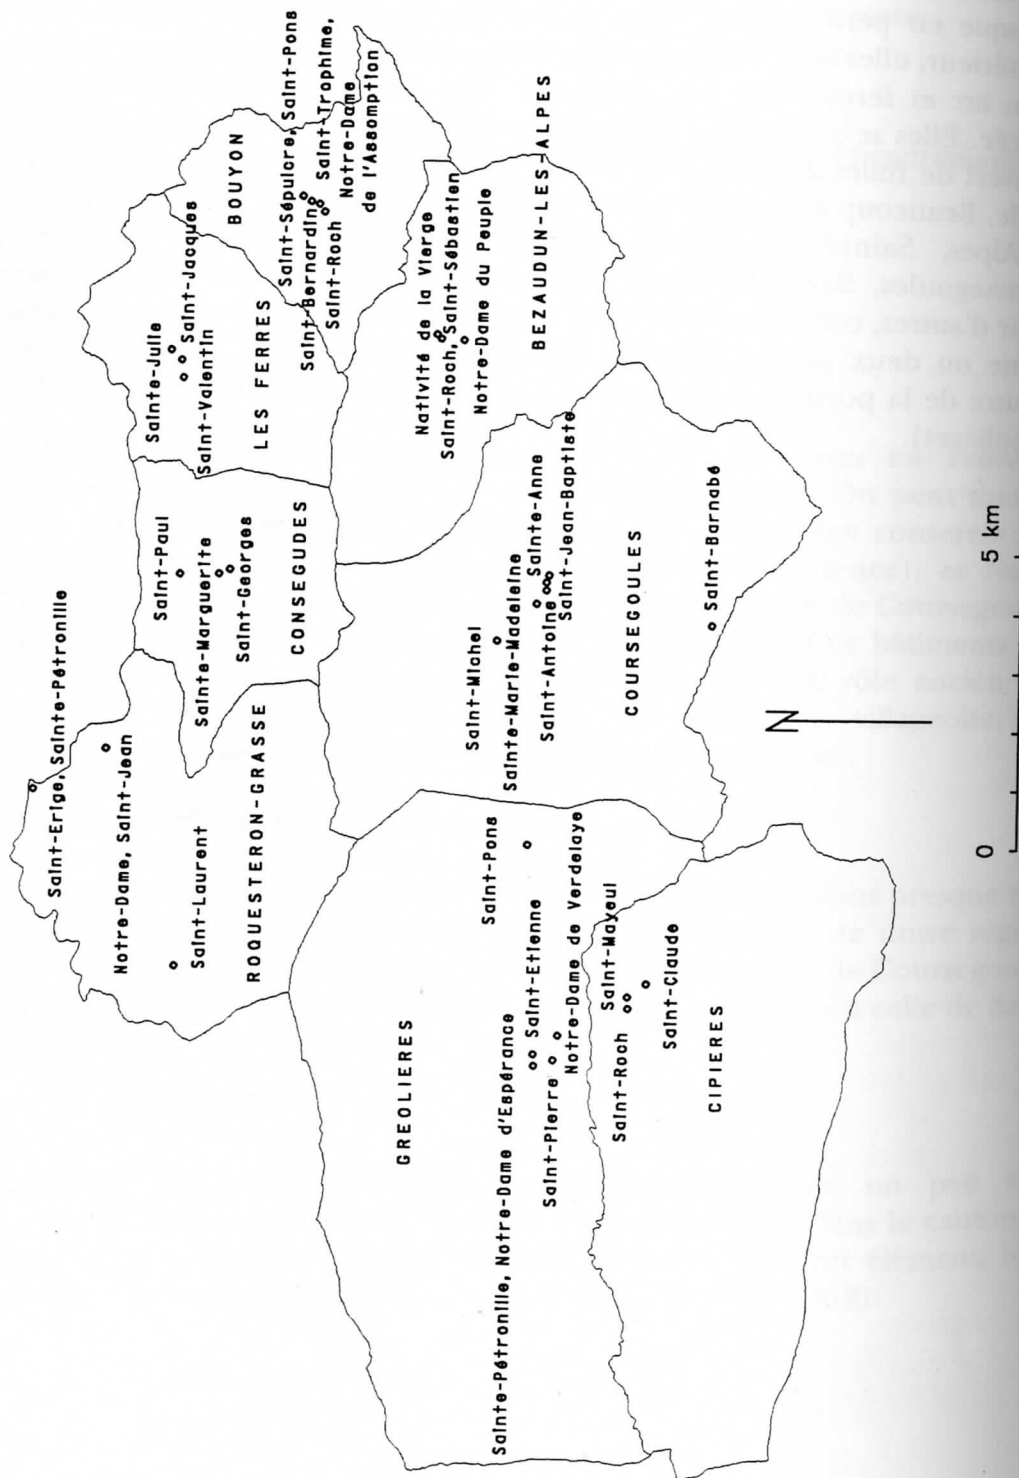 Saint-Erige, Sainte-Pétronille
Notre-Dame, Saint-Jean
Saint-Laurent
ROQUESTERON-GRASSE
Saint-Paul
Sainte-Marguerite
Saint-Georges
CONSEGUDES
Sainte-Julie
Saint-Jacques
Saint-Valentin
LES FERRES
BOUYON
Saint-Sépulcre, Saint-Pons
Saint-Bernardin
Saint-Trophime,
Saint-Roch
Notre-Dame
de l'Assomption
Nativité de la Vierge
Saint-Roch, Saint-Sébastien
Notre-Dame du Peuple
BEZAUDUN-LES-ALPES
GREOLIERES
Saint-Pons
Sainte-Pétronille, Notre-Dame d'Espérance
Saint-Etienne
Saint-Pierre
Notre-Dame de Verdelaye
Saint-Michel
Sainte-Marie-Madeleine
Sainte-Anne
Saint-Antoine
Saint-Jean-Baptiste
COURSEGOULES
Saint-Barnabé
Saint-Mayeul
Saint-Roch
Saint-Claude
CIPIERES
N
0 5 km